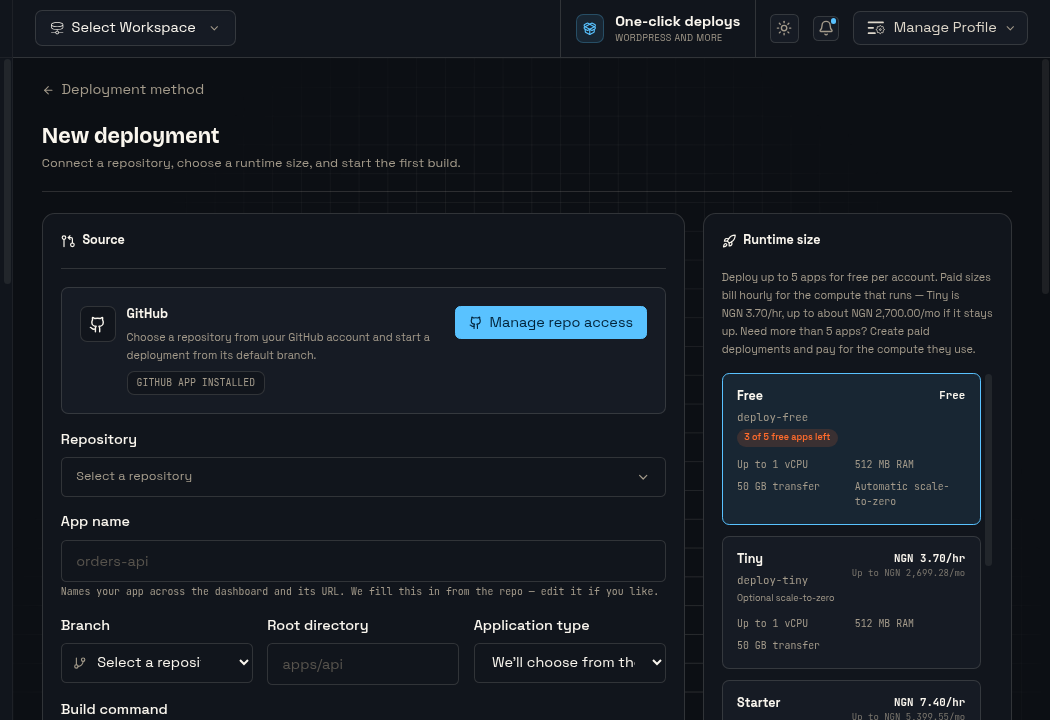 Select Workspace
One-click deploys
WORDPRESS AND MORE
Manage Profile
Deployment method
New deployment
Connect a repository, choose a runtime size, and start the first build.
Source
GitHub
Choose a repository from your GitHub account and start a
deployment from its default branch.
GITHUB APP INSTALLED
Manage repo access
Repository
Select a repository
App name
orders-api
Names your app across the dashboard and its URL. We fill this in from the repo — edit it if you like.
Branch
Root directory
Application type
Select a reposi
apps/api
We'll choose from the
Build command
Runtime size
Deploy up to 5 apps for free per account. Paid sizes
bill hourly for the compute that runs — Tiny is
NGN 3.70/hr, up to about NGN 2,700.00/mo if it stays
up. Need more than 5 apps? Create paid
deployments and pay for the compute they use.
Free
Free
deploy-free
3 of 5 free apps left
Up to 1 vCPU
512 MB RAM
50 GB transfer
Automatic scale-
to-zero
Tiny
NGN 3.70/hr
deploy-tiny
Up to NGN 2,699.28/mo
Optional scale-to-zero
Up to 1 vCPU
512 MB RAM
50 GB transfer
Starter
NGN 7.40/hr
Up to NGN 5,399.55/mo